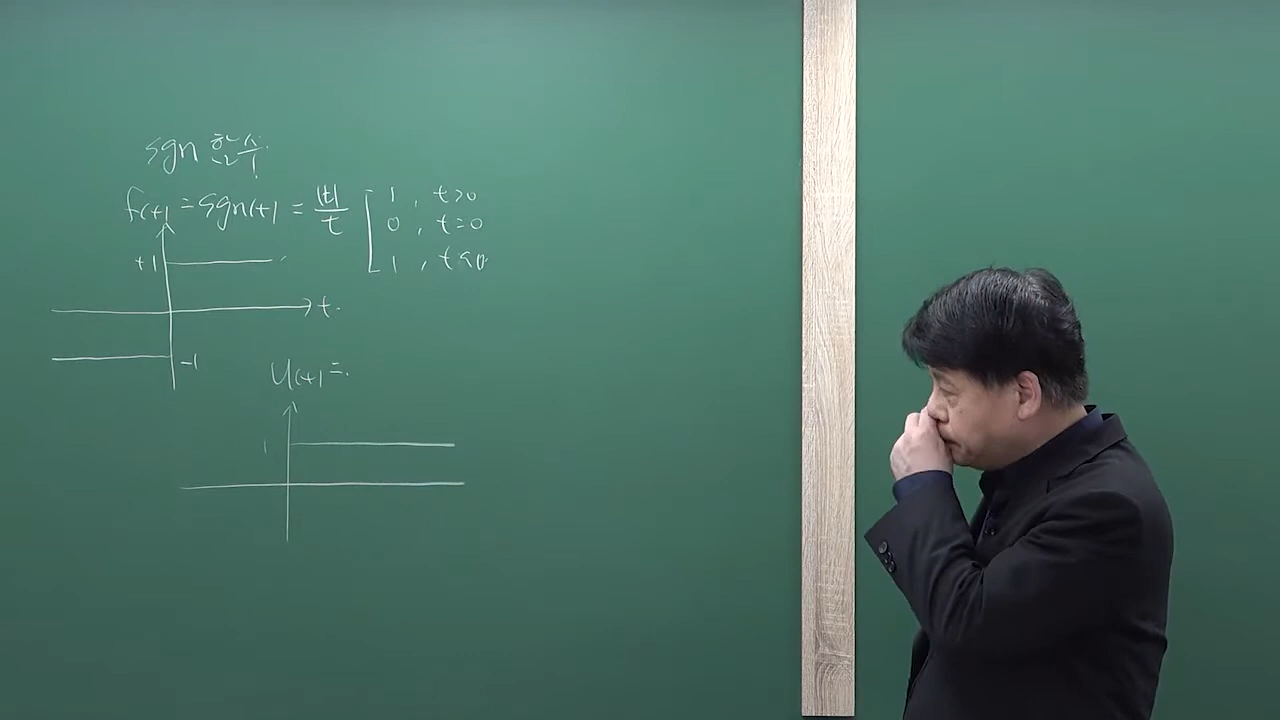 sgn 함수.
f(t) = sgn(t) = |t|/t [ 1 , t>0
0 , t=0
1 , t<0
+1
t.
-1
u(t) =.
1